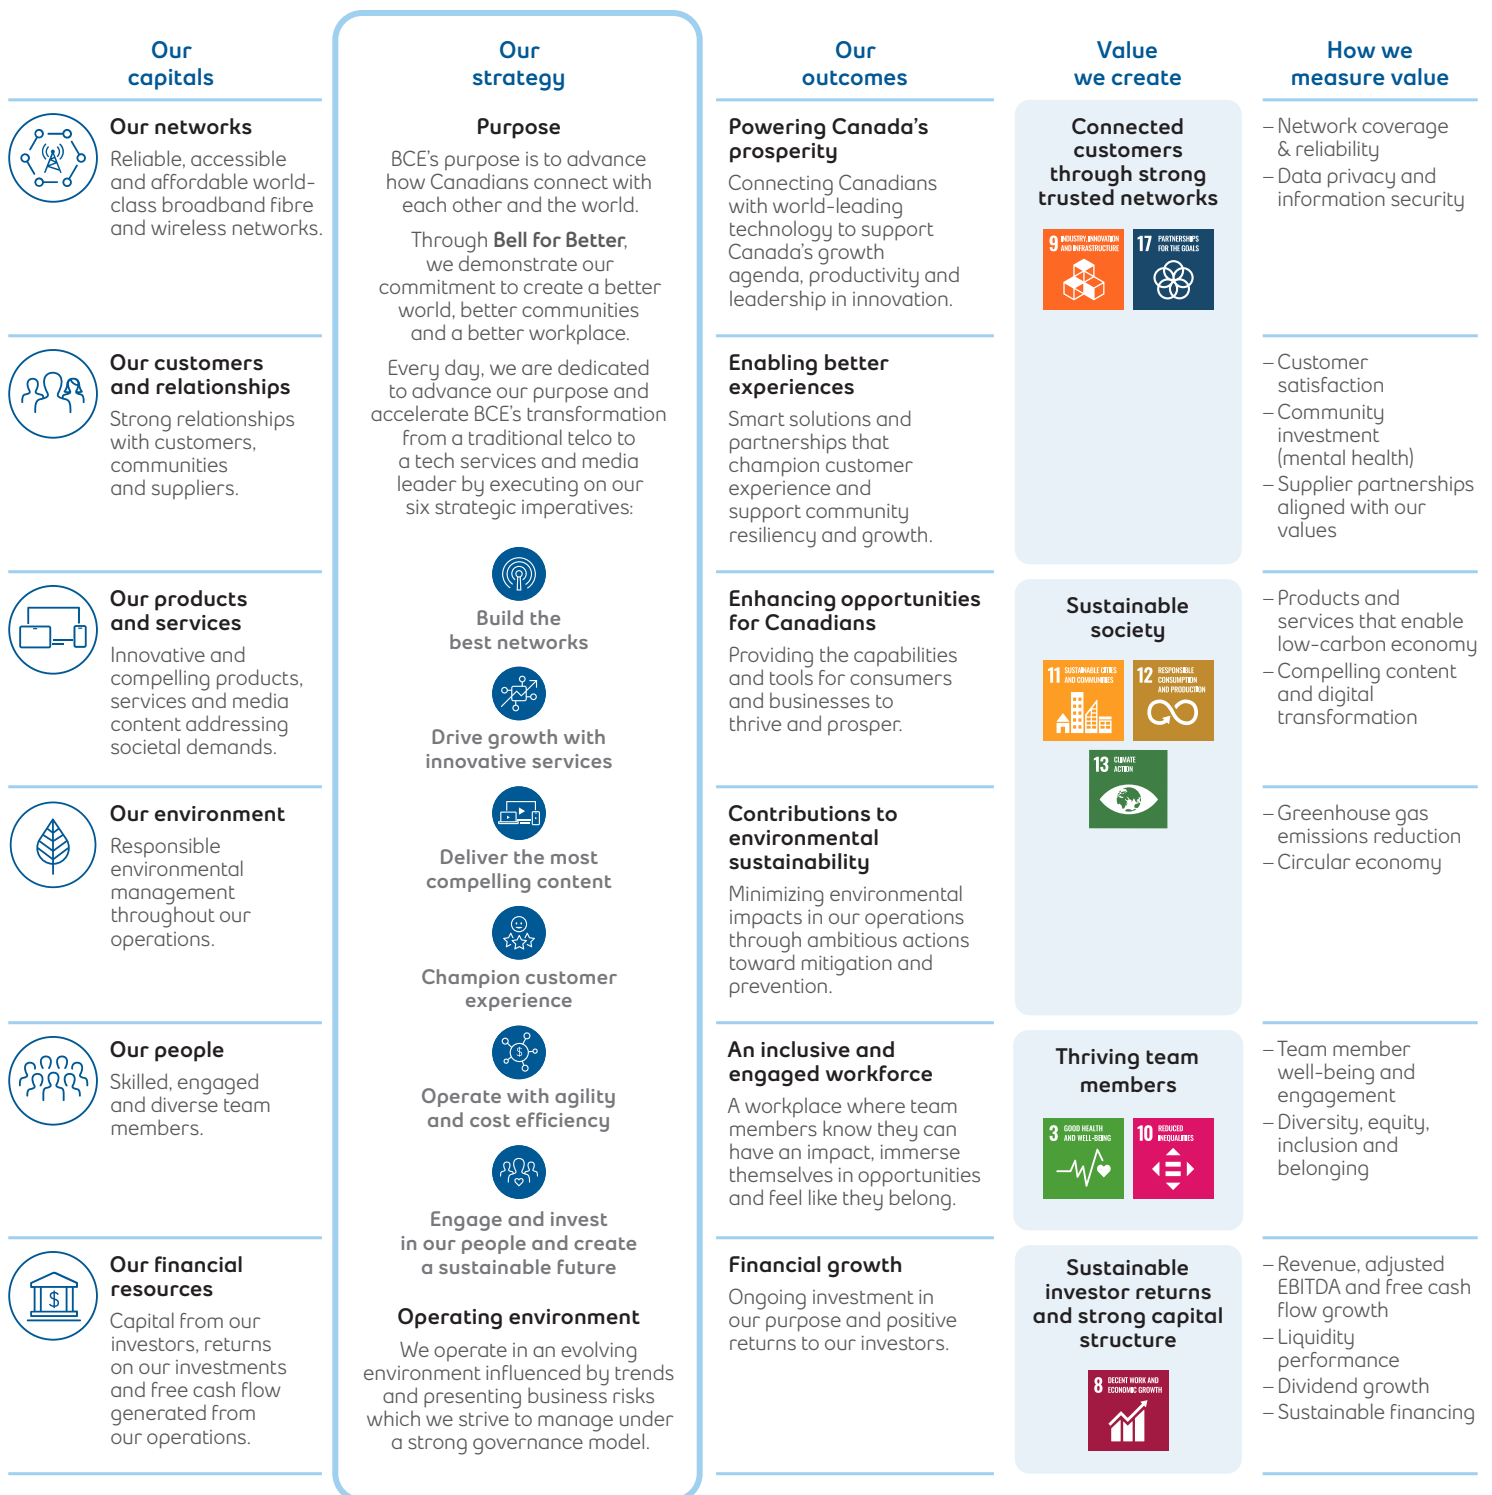 Our
capitals
Our networks
Reliable, accessible
and affordable world-
class broadband fibre
and wireless networks.
Our customers
and relationships
Strong relationships
with customers,
communities
and suppliers.
Our products
and services
Innovative and
compelling products,
services and media
content addressing
societal demands.
Our environment
Responsible
environmental
management
throughout our
operations.
Our people
Skilled, engaged
and diverse team
members.
Our financial
resources
Capital from our
investors, returns
on our investments
and free cash flow
generated from
our operations.
Our
strategy
Purpose
BCE’s purpose is to advance
how Canadians connect with
each other and the world.
Through Bell for Better,
we demonstrate our
commitment to create a better
world, better communities
and a better workplace.
Every day, we are dedicated
to advance our purpose and
accelerate BCE’s transformation
from a traditional telco to
a tech services and media
leader by executing on our
six strategic imperatives:
Build the
best networks
Drive growth with
innovative services
Deliver the most
compelling content
Champion customer
experience
$
Operate with agility
and cost efficiency
Engage and invest
in our people and create
a sustainable future
Operating environment
We operate in an evolving
environment influenced by trends
and presenting business risks
which we strive to manage under
a strong governance model.
Our
outcomes
Powering Canada’s
prosperity
Connecting Canadians
with world-leading
technology to support
Canada’s growth
agenda, productivity and
leadership in innovation.
Enabling better
experiences
Smart solutions and
partnerships that
champion customer
experience and
support community
resiliency and growth.
Enhancing opportunities
for Canadians
Providing the capabilities
and tools for consumers
and businesses to
thrive and prosper.
Contributions to
environmental
sustainability
Minimizing environmental
impacts in our operations
through ambitious actions
toward mitigation and
prevention.
An inclusive and
engaged workforce
A workplace where team
members know they can
have an impact, immerse
themselves in opportunities
and feel like they belong.
Financial growth
Ongoing investment in
our purpose and positive
returns to our investors.
Value
we create
Connected
customers
through strong
trusted networks
9 INDUSTRY, INNOVATION
AND INFRASTRUCTURE
17 PARTNERSHIPS
FOR THE GOALS
Sustainable
society
11 SUSTAINABLE CITIES
AND COMMUNITIES
12 RESPONSIBLE
CONSUMPTION
AND PRODUCTION
13 CLIMATE
ACTION
Thriving team
members
3 GOOD HEALTH
AND WELL-BEING
10 REDUCED
INEQUALITIES
Sustainable
investor returns
and strong capital
structure
8 DECENT WORK AND
ECONOMIC GROWTH
How we
measure value
– Network coverage
& reliability
– Data privacy and
information security
– Customer
satisfaction
– Community
investment
(mental health)
– Supplier partnerships
aligned with our
values
– Products and
services that enable
low-carbon economy
– Compelling content
and digital
transformation
– Greenhouse gas
emissions reduction
– Circular economy
– Team member
well-being and
engagement
– Diversity, equity,
inclusion and
belonging
– Revenue, adjusted
EBITDA and free cash
flow growth
– Liquidity
performance
– Dividend growth
– Sustainable financing
$